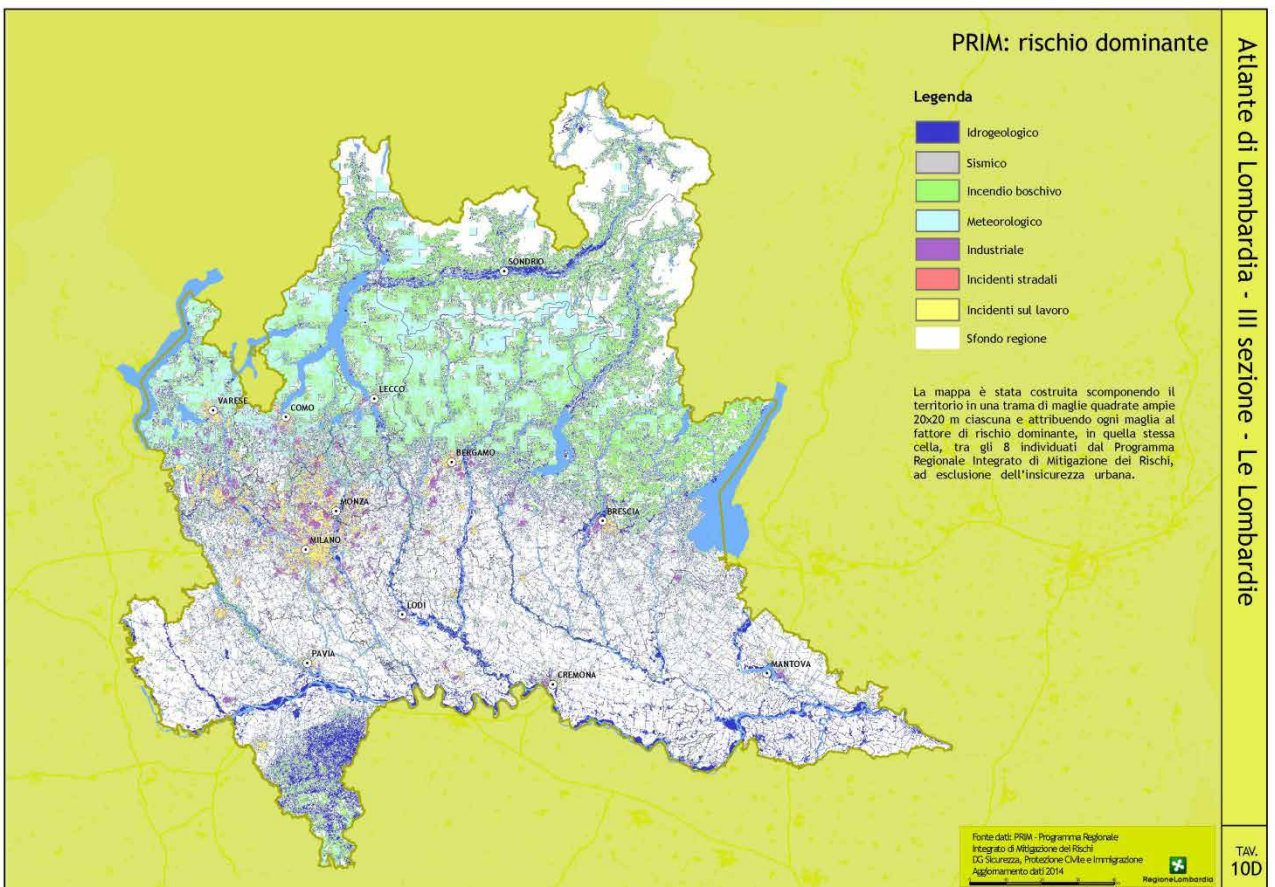 PRIM: rischio dominante
Legenda
Idrogeologico
Sismico
Incendio boschivo
Meteorologico
Industriale
Incidenti stradali
Incidenti sul lavoro
Sfondo regione
La mappa è stata costruita scomponendo il
territorio in una trama di maglie quadrate ampie
20x20 m ciascuna e attribuendo ogni maglia al
fattore di rischio dominante, in quella stessa
cella, tra gli 8 individuati dal Programma
Regionale Integrato di Mitigazione dei Rischi,
ad esclusione dell'insicurezza urbana.
SONDRIO
LECCO
VARESE
COMO
BERGAMO
MONZA
BRESCIA
MILANO
LODI
PAVIA
MANTOVA
CREMONA
Fonte dati: PRIM - Programma Regionale
Integrato di Mitigazione dei Rischi
DG Sicurezza, Protezione Civile e Immigrazione
Aggiornamento dati 2014
RegioneLombardia
Atlante di Lombardia - III sezione - Le Lombardie
TAV.
10D